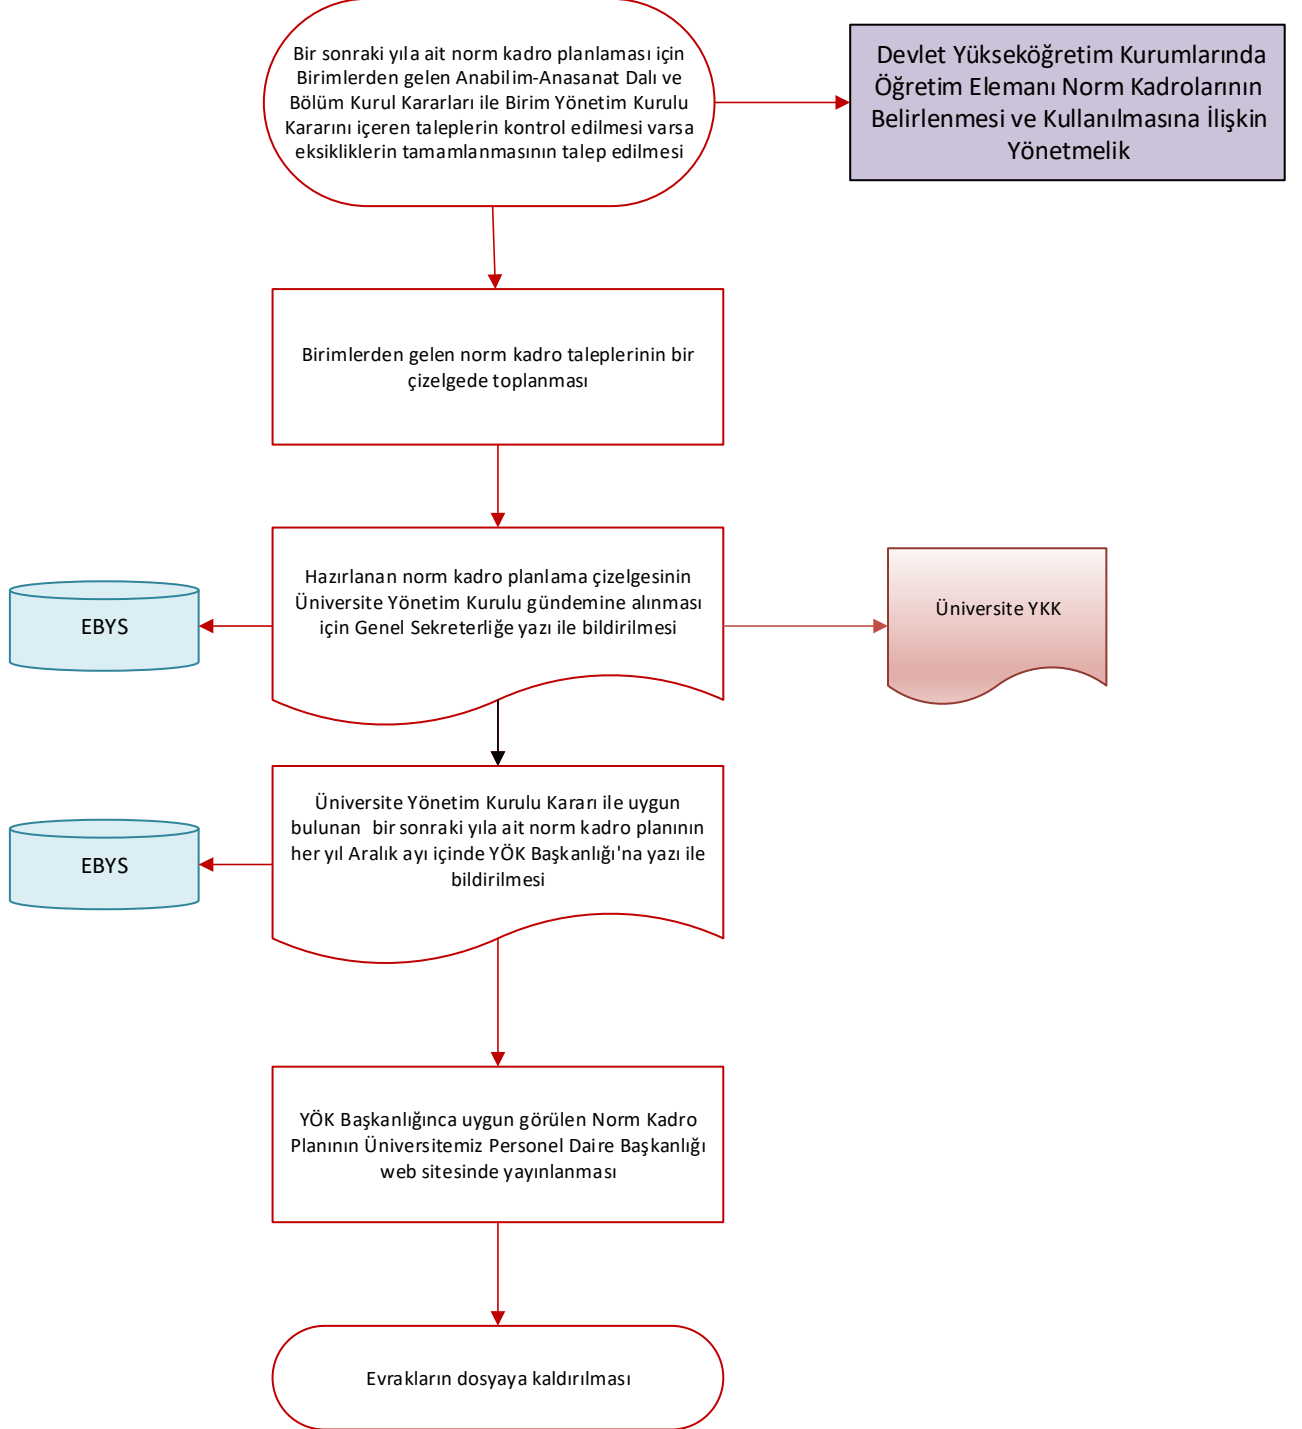 Bir sonraki yıla ait norm kadro planlaması için
Birimlerden gelen Anabilim-Anasanat Dalı ve
Bölüm Kurul Kararları ile Birim Yönetim Kurulu
Kararını içeren taleplerin kontrol edilmesi varsa
eksikliklerin tamamlanmasının talep edilmesi
Devlet Yükseköğretim Kurumlarında
Öğretim Elemanı Norm Kadrolarının
Belirlenmesi ve Kullanılmasına İlişkin
Yönetmelik
Birimlerden gelen norm kadro taleplerinin bir
çizelgede toplanması
Hazırlanan norm kadro planlama çizelgesinin
Üniversite Yönetim Kurulu gündemine alınması
için Genel Sekreterliğe yazı ile bildirilmesi
EBYS
Üniversite YKK
Üniversite Yönetim Kurulu Kararı ile uygun
bulunan  bir sonraki yıla ait norm kadro planının
her yıl Aralık ayı içinde YÖK Başkanlığı'na yazı ile
bildirilmesi
EBYS
YÖK Başkanlığınca uygun görülen Norm Kadro
Planının Üniversitemiz Personel Daire Başkanlığı
web sitesinde yayınlanması
Evrakların dosyaya kaldırılması